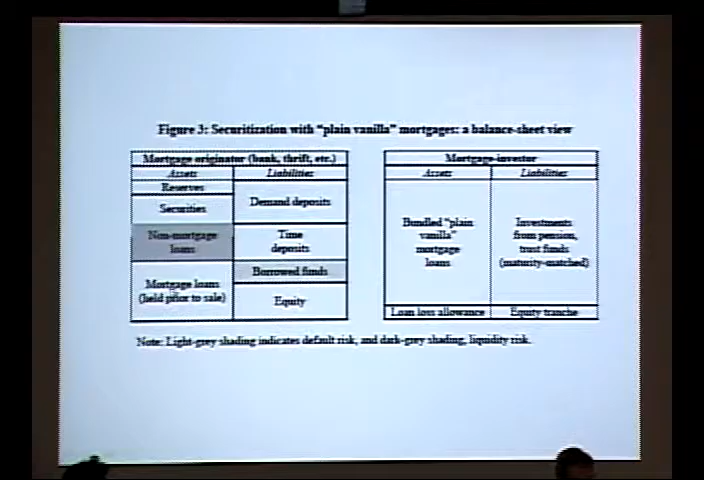 Figure 3: Securitization with "plain vanilla" mortgages: a balance-sheet view
Mortgage originator (bank, thrift, etc.)
Assets
Liabilities
Reserves
Securities
Demand deposits
Non-mortgage
loans
Time
deposits
Borrowed funds
Mortgage loans
(held prior to sale)
Equity
Mortgage-investor
Assets
Liabilities
Bundled "plain
vanilla"
mortgage
loans
Investments
from pension,
trust funds
(maturity-matched)
Loan loss allowance
Equity tranche
Note: Light-grey shading indicates default risk, and dark-grey shading, liquidity risk.